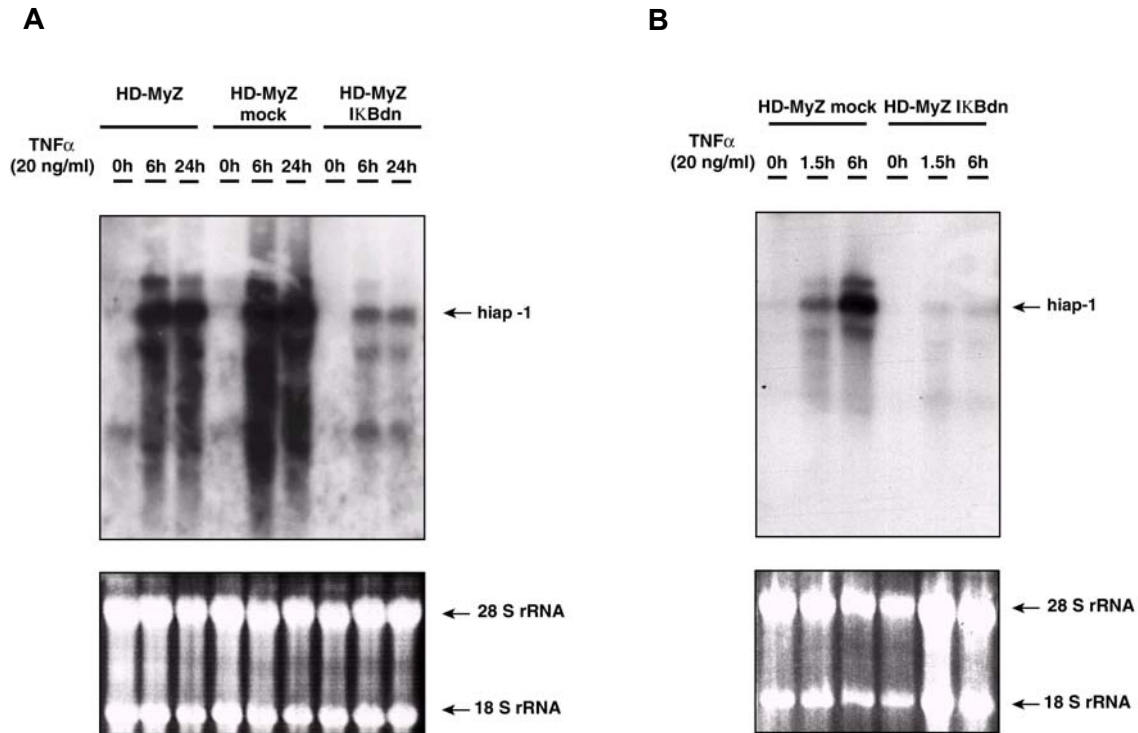 A
HD-MyZ HD-MyZ mock HD-MyZ IKBdn
TNFα (20 ng/ml) 0h 6h 24h 0h 6h 24h 0h 6h 24h
hiap -1
28 S rRNA
18 S rRNA
B
HD-MyZ mock HD-MyZ IKBdn
TNFα (20 ng/ml) 0h 1.5h 6h 0h 1.5h 6h
hiap-1
28 S rRNA
18 S rRNA